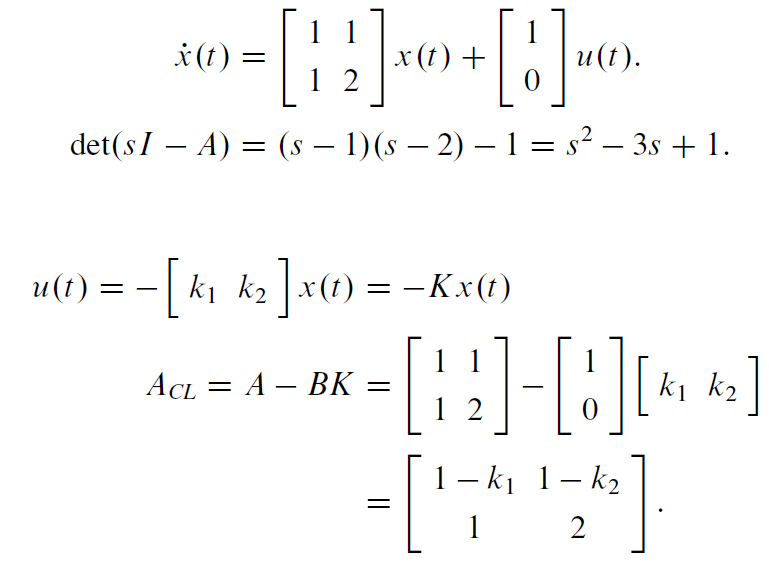 ẋ(t) = [ 1 1 ; 1 2 ] x(t) + [ 1 ; 0 ] u(t).
det(sI − A) = (s − 1)(s − 2) − 1 = s² − 3s + 1.
u(t) = −[ k₁ k₂ ] x(t) = −Kx(t)
A_CL = A − BK = [ 1 1 ; 1 2 ] − [ 1 ; 0 ] [ k₁ k₂ ]
= [ 1 − k₁ 1 − k₂ ; 1 2 ].